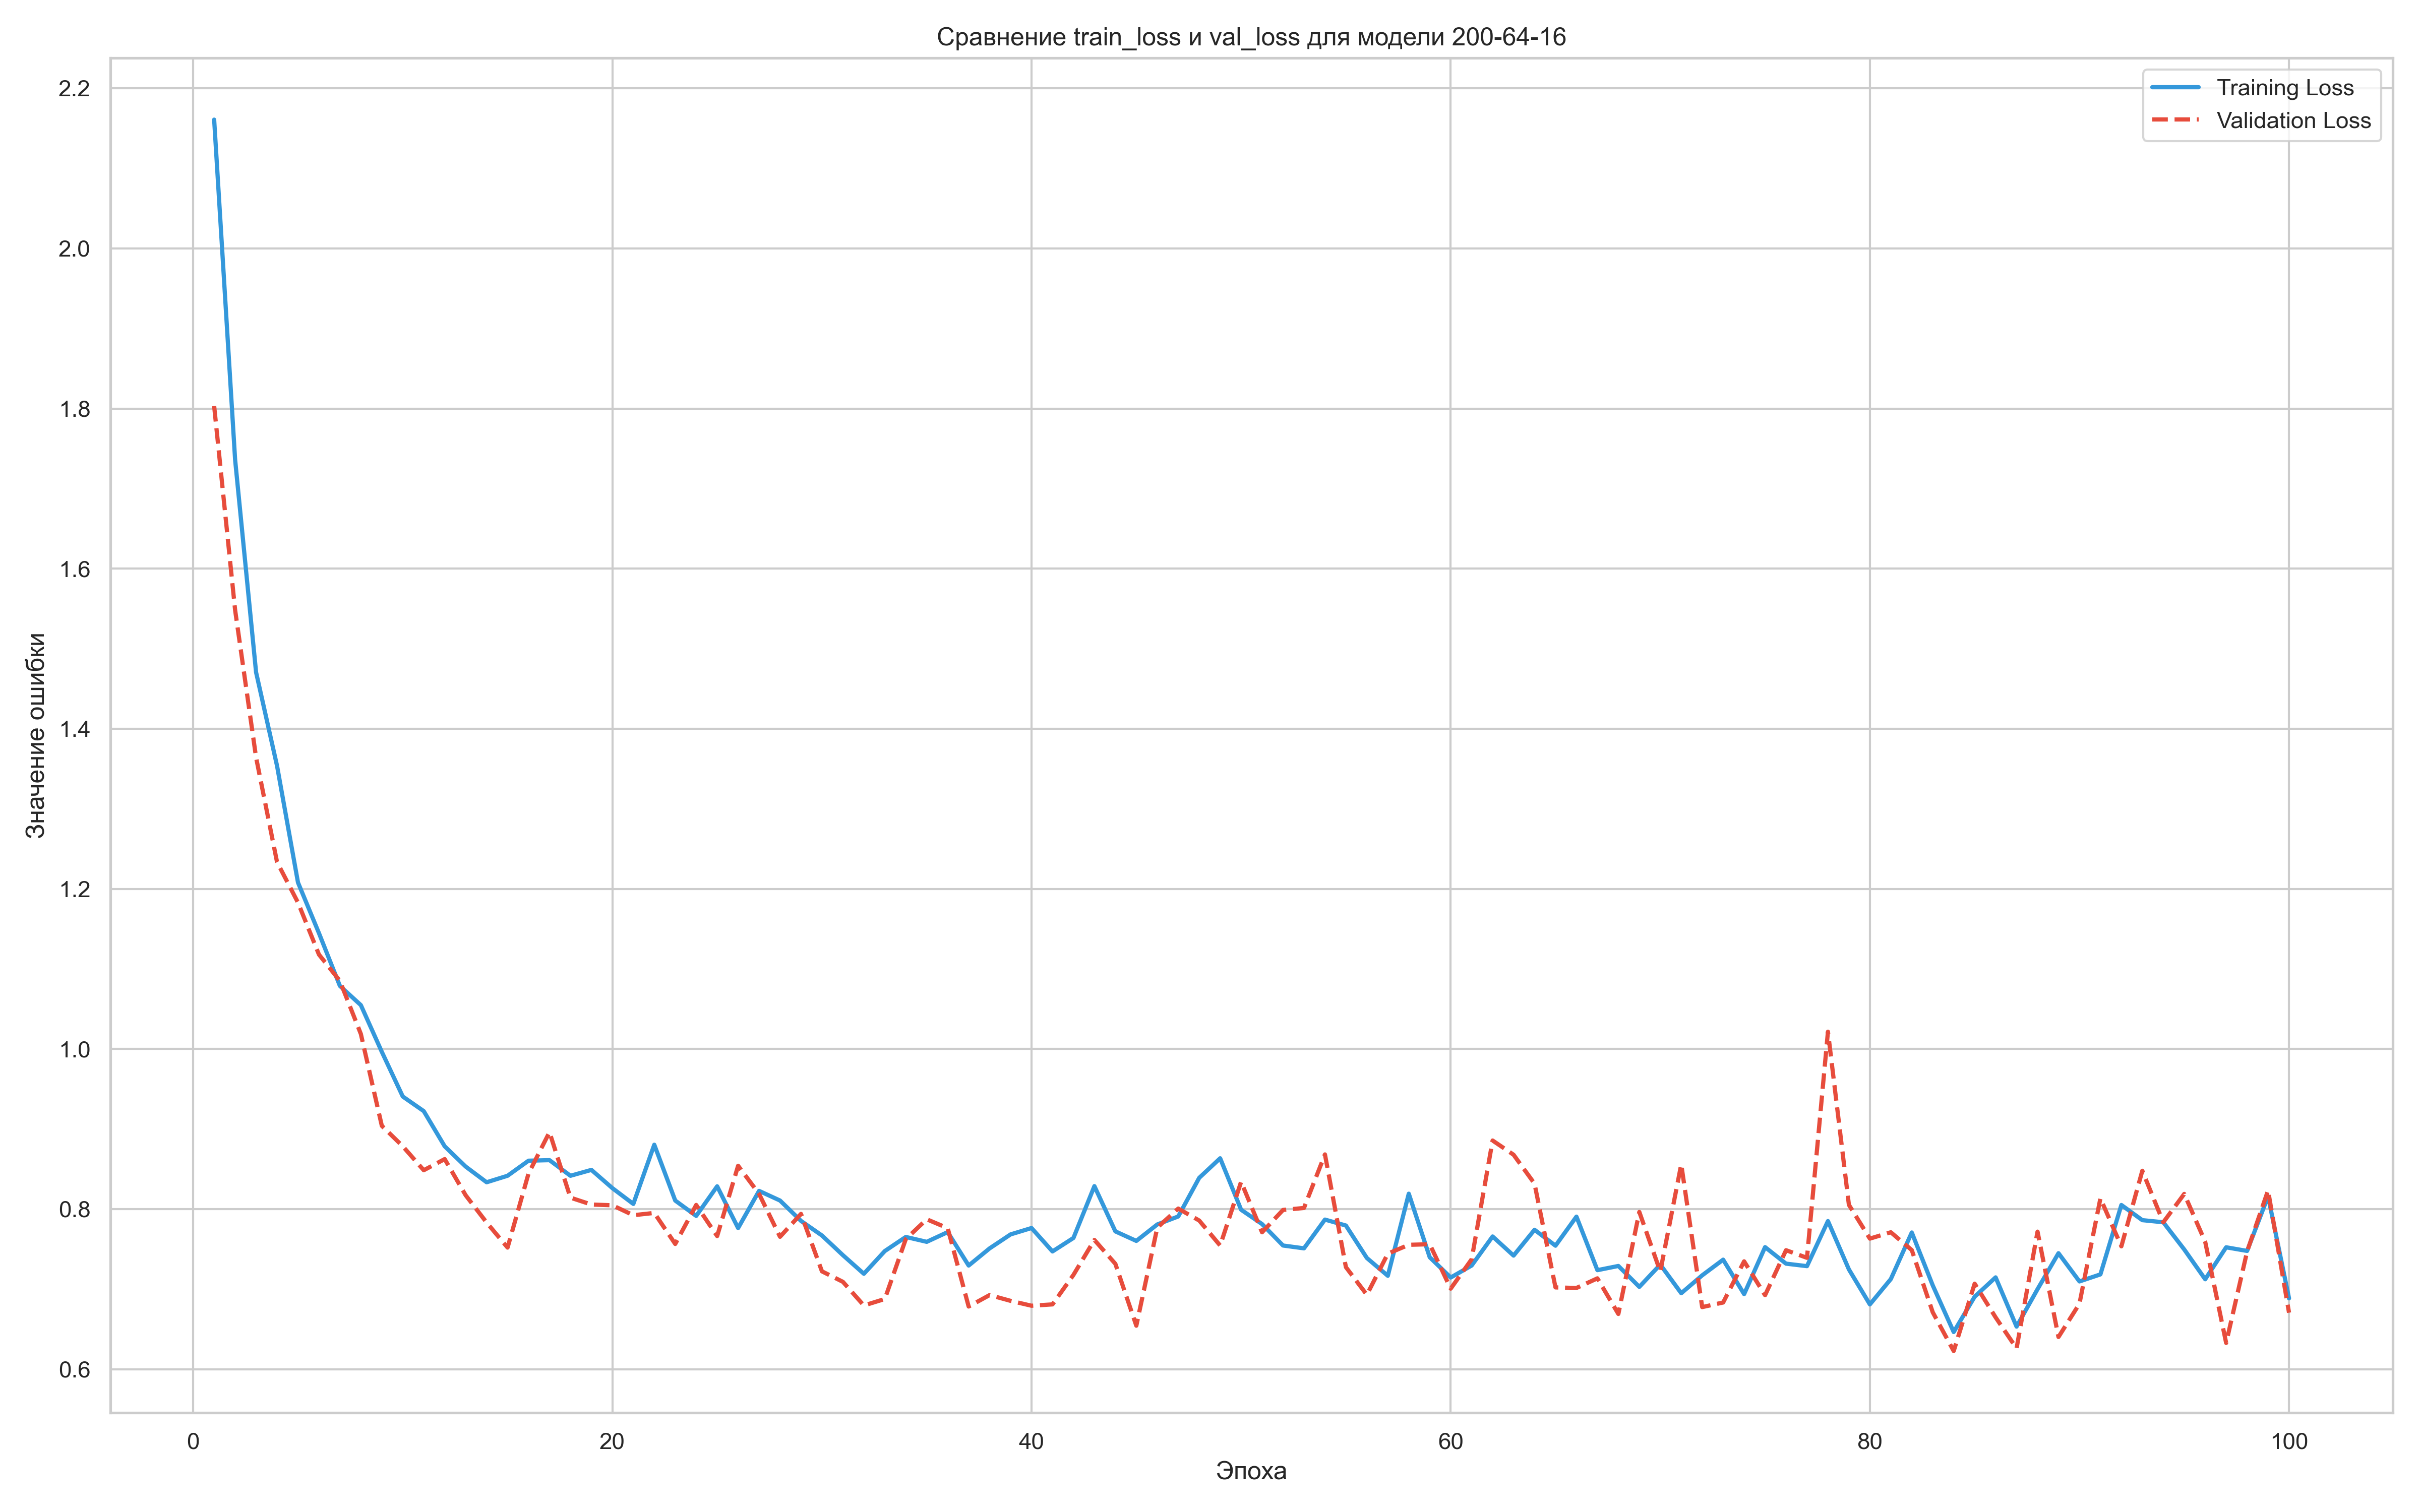 Сравнение train_loss и val_loss для модели 200-64-16
Training Loss
Validation Loss
2.2
2.0
1.8
1.6
1.4
1.2
1.0
0.8
0.6
Значение ошибки
0 20 40 60 80 100
Эпоха